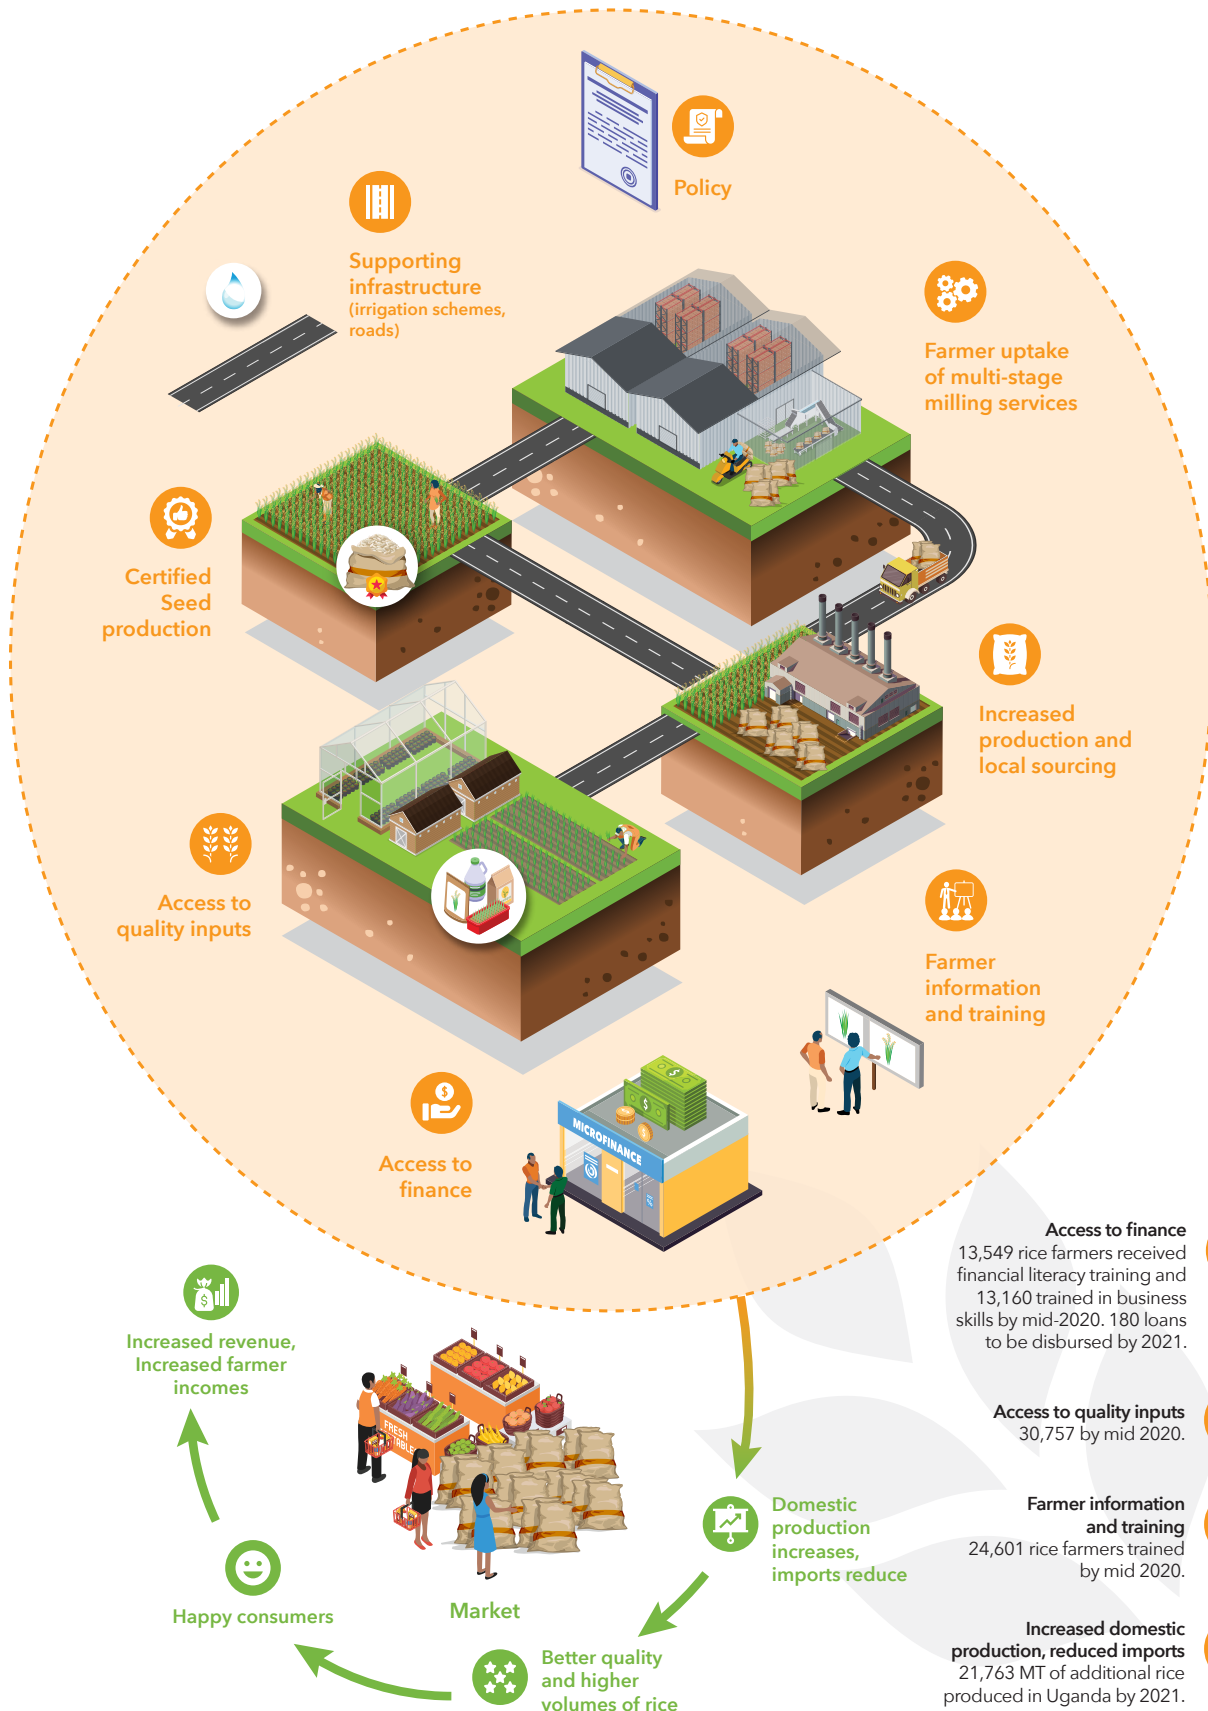 Policy
Supporting
infrastructure
(irrigation schemes,
roads)
Farmer uptake
of multi-stage
milling services
Certified
Seed
production
Increased
production and
local sourcing
Access to
quality inputs
Farmer
information
and training
MICROFINANCE
Access to
finance
Access to finance
13,549 rice farmers received
financial literacy training and
13,160 trained in business
skills by mid-2020. 180 loans
to be disbursed by 2021.
Increased revenue,
Increased farmer
incomes
FRESH
TABLE
Access to quality inputs
30,757 by mid 2020.
Domestic
production
increases,
imports reduce
Farmer information
and training
24,601 rice farmers trained
by mid 2020.
Happy consumers
Market
Better quality
and higher
volumes of rice
Increased domestic
production, reduced imports
21,763 MT of additional rice
produced in Uganda by 2021.